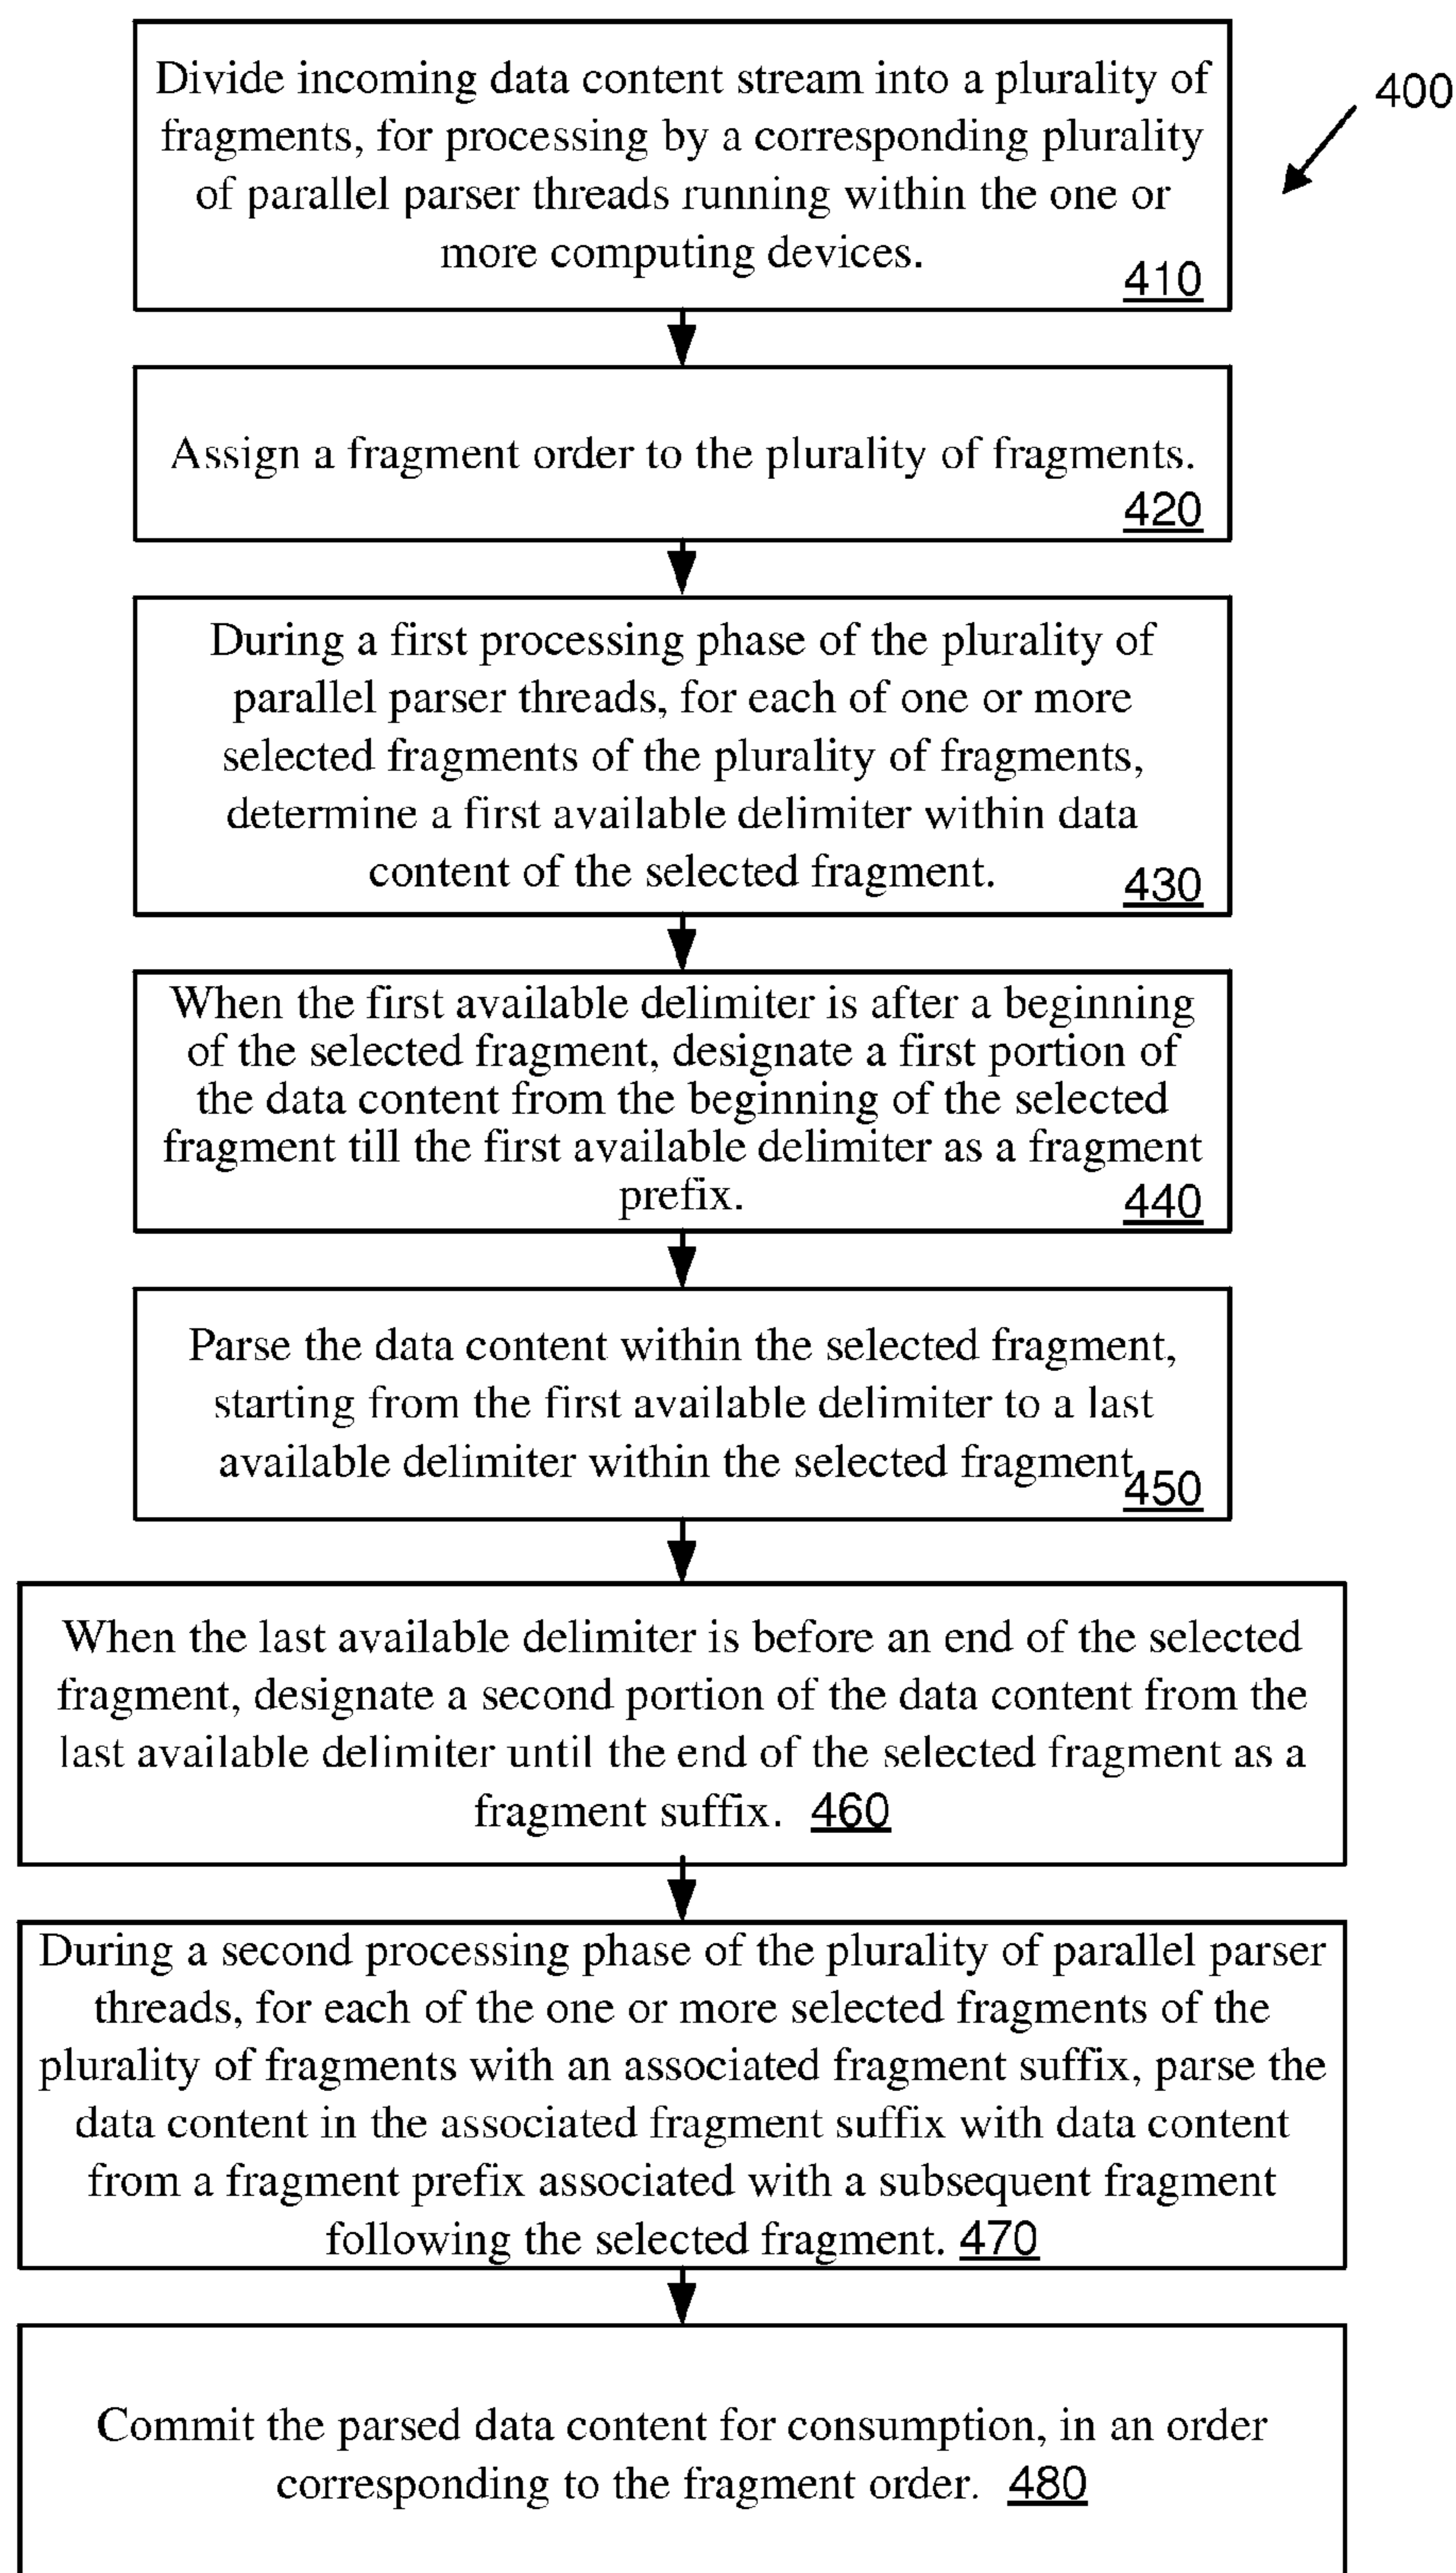 Divide incoming data content stream into a plurality of
fragments, for processing by a corresponding plurality
of parallel parser threads running within the one or
more computing devices.
410
400
Assign a fragment order to the plurality of fragments.
420
During a first processing phase of the plurality of
parallel parser threads, for each of one or more
selected fragments of the plurality of fragments,
determine a first available delimiter within data
content of the selected fragment.
430
When the first available delimiter is after a beginning
of the selected fragment, designate a first portion of
the data content from the beginning of the selected
fragment till the first available delimiter as a fragment
prefix.
440
Parse the data content within the selected fragment,
starting from the first available delimiter to a last
available delimiter within the selected fragment.
450
When the last available delimiter is before an end of the selected
fragment, designate a second portion of the data content from the
last available delimiter until the end of the selected fragment as a
fragment suffix. 460
During a second processing phase of the plurality of parallel parser
threads, for each of the one or more selected fragments of the
plurality of fragments with an associated fragment suffix, parse the
data content in the associated fragment suffix with data content
from a fragment prefix associated with a subsequent fragment
following the selected fragment. 470
Commit the parsed data content for consumption, in an order
corresponding to the fragment order. 480